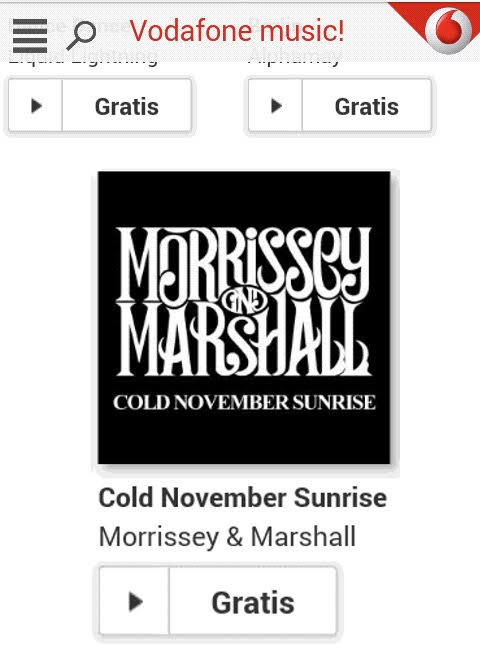 Vodafone music!
Liquid Lightning
Alphamay
Gratis
Gratis
MORRISSEY
AND
MARSHALL
COLD NOVEMBER SUNRISE
Cold November Sunrise
Morrissey & Marshall
Gratis